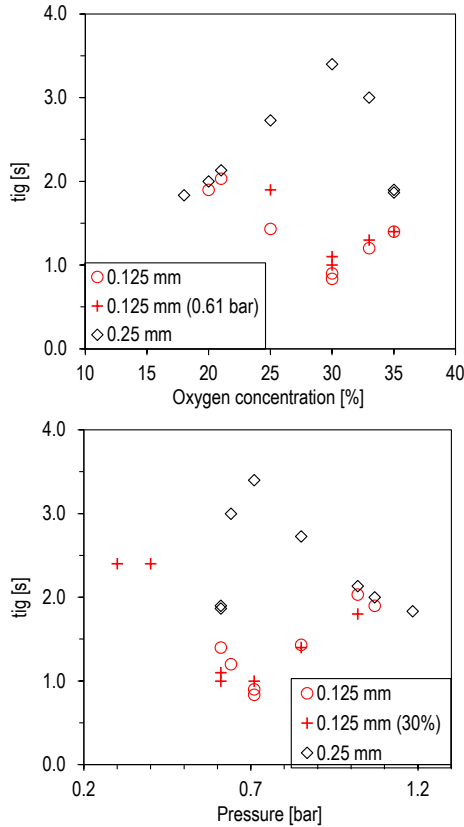 4.0
3.0
2.0
1.0
0.0
tig [s]
0.125 mm
0.125 mm (0.61 bar)
0.25 mm
10 15 20 25 30 35 40
Oxygen concentration [%]
4.0
3.0
2.0
1.0
0.0
tig [s]
0.125 mm
0.125 mm (30%)
0.25 mm
0.2 0.7 1.2
Pressure [bar]